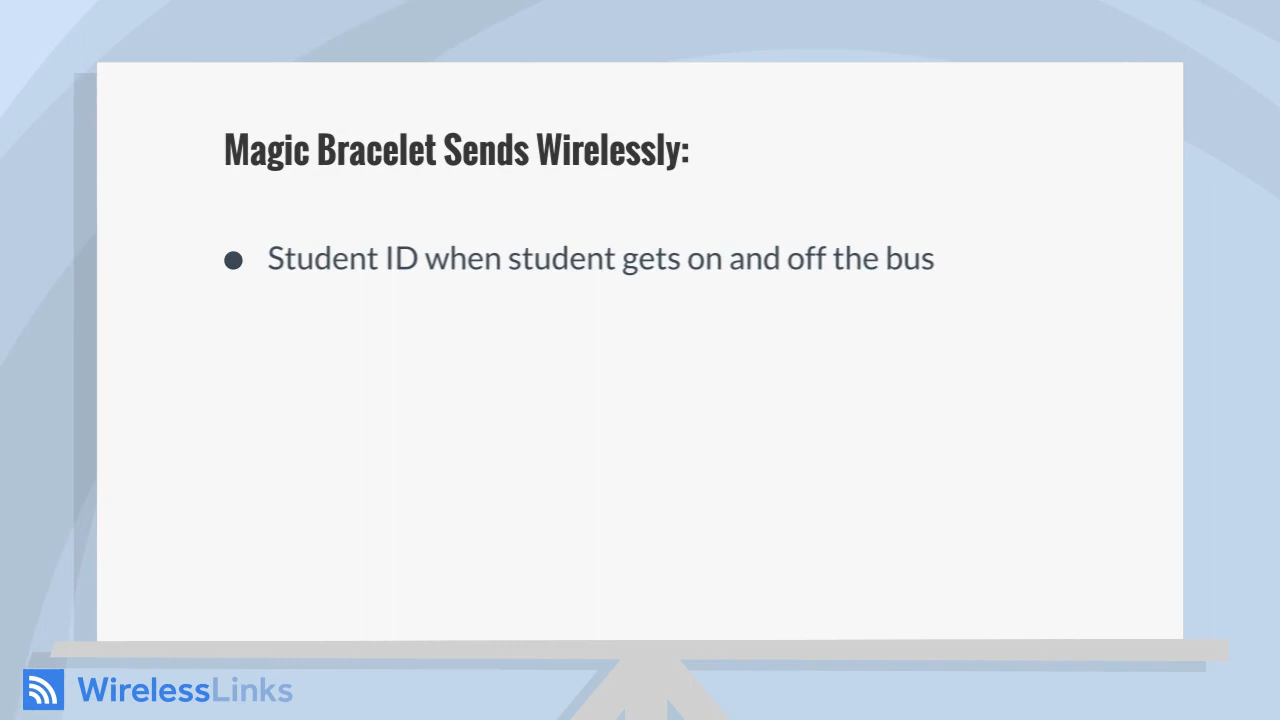 Magic Bracelet Sends Wirelessly:
● Student ID when student gets on and off the bus
WirelessLinks